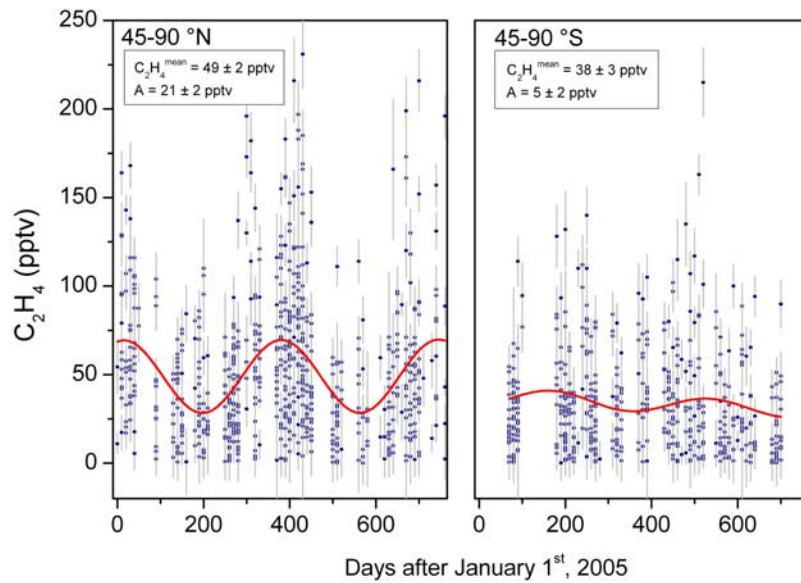 45-90 °N
C₂H₄ᵐᵉᵃⁿ = 49 ± 2 pptv
A = 21 ± 2 pptv
45-90 °S
C₂H₄ᵐᵉᵃⁿ = 38 ± 3 pptv
A = 5 ± 2 pptv
C₂H₄ (pptv)
250
200
150
100
50
0
0 200 400 600
0 200 400 600
Days after January 1ˢᵗ, 2005